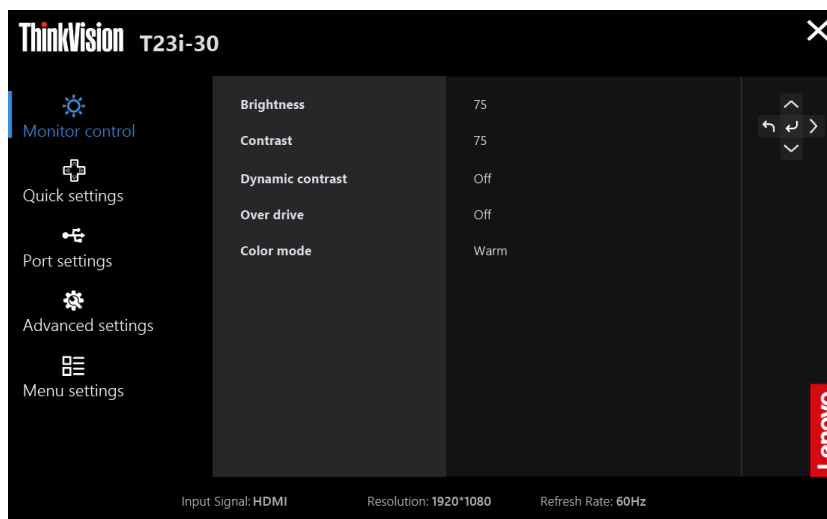 ThinkVision T23i-30
Monitor control
Quick settings
Port settings
Advanced settings
Menu settings
Brightness 75
Contrast 75
Dynamic contrast Off
Over drive Off
Color mode Warm
Lenovo
Input Signal: HDMI Resolution: 1920*1080 Refresh Rate: 60Hz